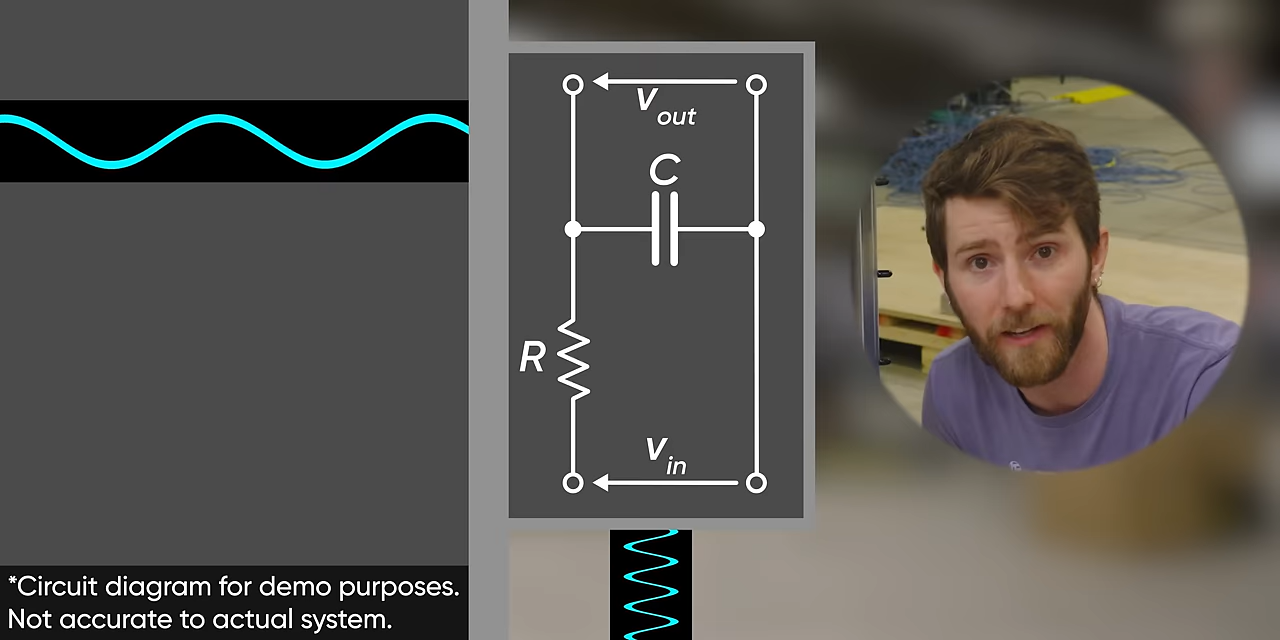 V out
C
R
V in
*Circuit diagram for demo purposes.
Not accurate to actual system.